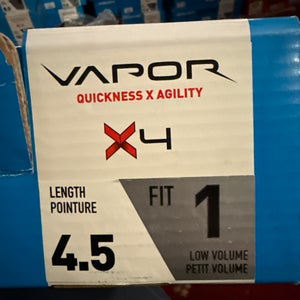 VAPOR
QUICKNESS X AGILITY
X4
LENGTH
POINTURE
4.5
FIT 1
LOW VOLUME
PETIT VOLUME